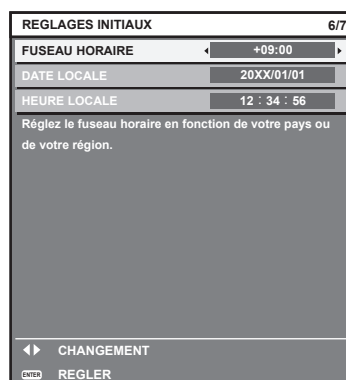 REGLAGES INITIAUX 6/7
FUSEAU HORAIRE +09:00
DATE LOCALE 20XX/01/01
HEURE LOCALE 12 : 34 : 56
Réglez le fuseau horaire en fonction de votre pays ou
de votre région.
CHANGEMENT
ENTER REGLER